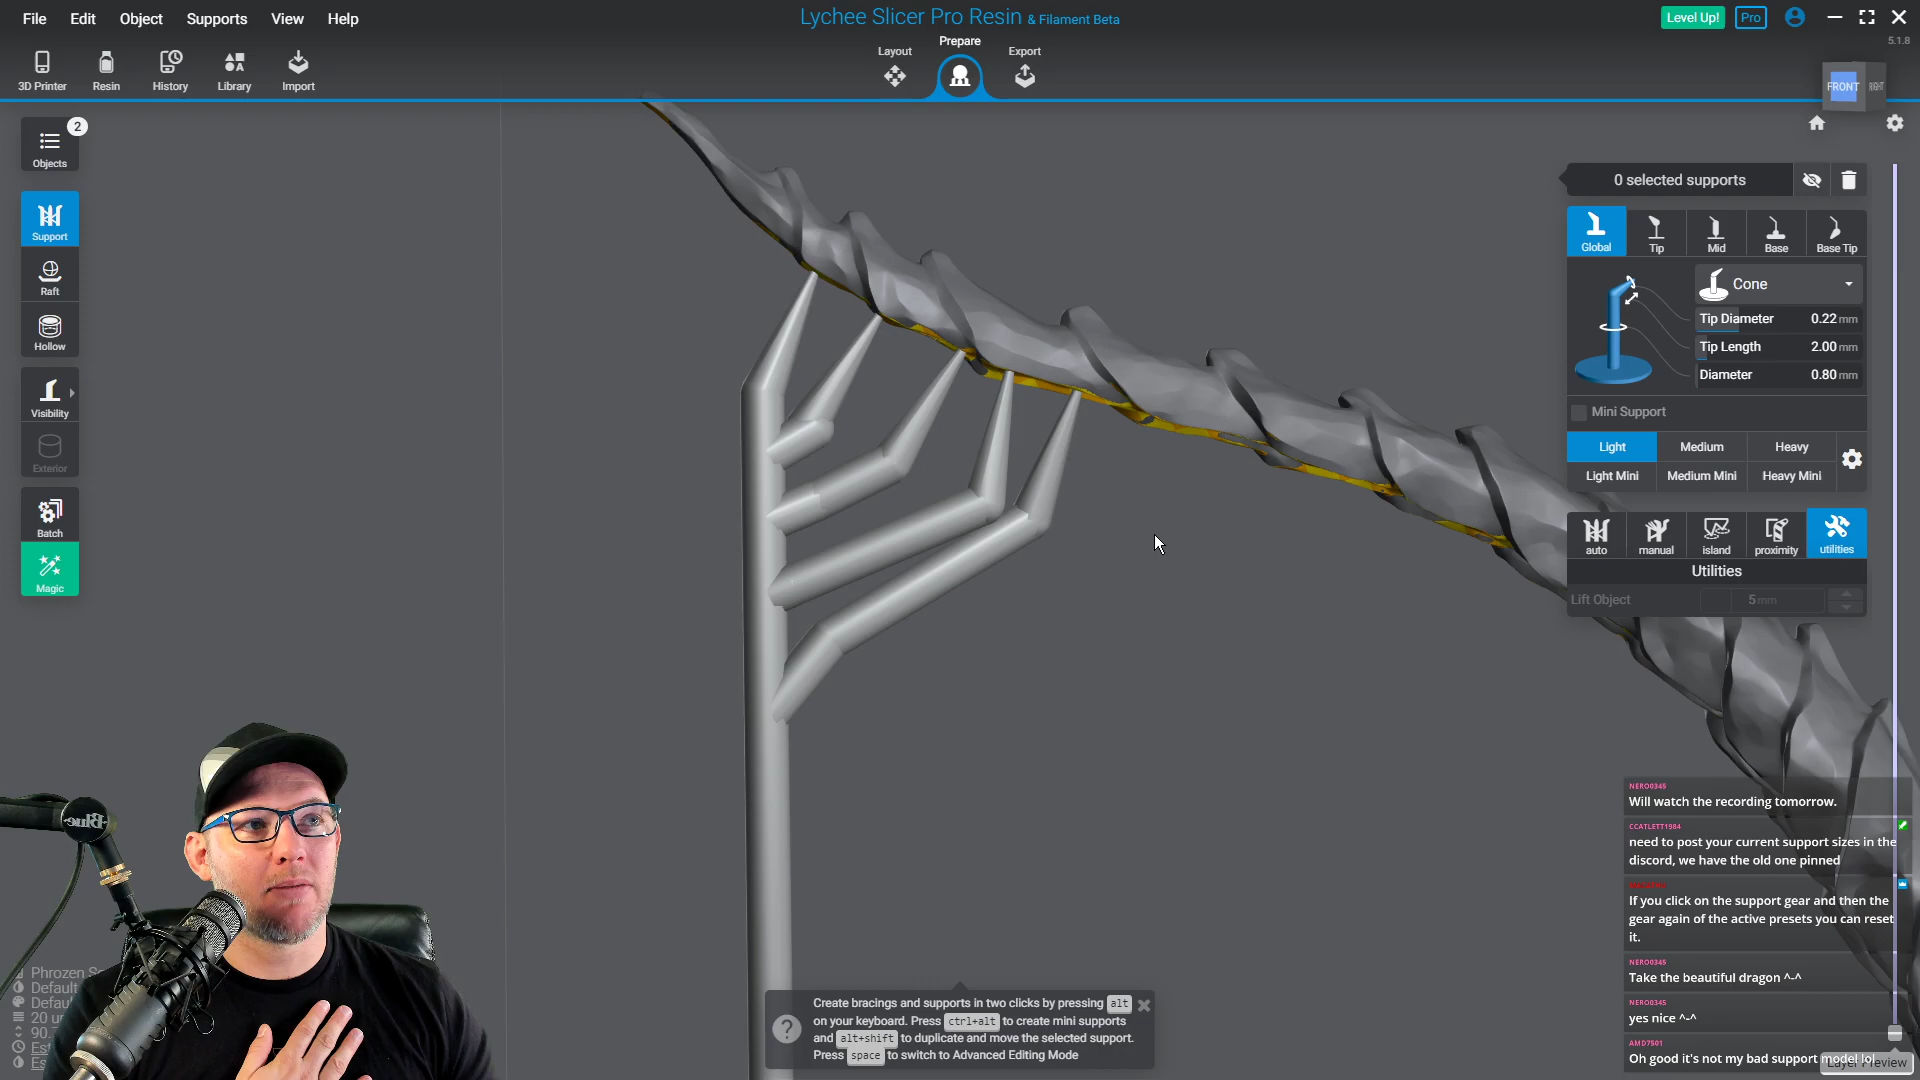 File
Edit
Object
Supports
View
Help
Lychee Slicer Pro Resin & Filament Beta
Level Up!
Pro
5.1.8
3D Printer
Resin
History
Library
Import
Layout
Prepare
Export
FRONT
RIGHT
2
Objects
Support
Raft
Hollow
Visibility
Exterior
Batch
Magic
0 selected supports
Global
Tip
Mid
Base
Base Tip
Cone
Tip Diameter 0.22 mm
Tip Length 2.00 mm
Diameter 0.80 mm
Mini Support
Light
Medium
Heavy
Light Mini
Medium Mini
Heavy Mini
auto
manual
island
proximity
utilities
Utilities
Lift Object 5 mm
NERO0345
Will watch the recording tomorrow.
CCATLETT1984
need to post your current support sizes in the
discord, we have the old one pinned
If you click on the support gear and then the
gear again of the active presets you can reset
it.
NERO0345
Take the beautiful dragon ^-^
NERO0345
yes nice ^-^
AMD7501
Oh good it's not my bad support model lol
Preview
Create bracings and supports in two clicks by pressing alt
on your keyboard. Press ctrl+alt to create mini supports
and alt+shift to duplicate and move the selected support.
Press space to switch to Advanced Editing Mode
Phrozen
Default
20
90.
Blue